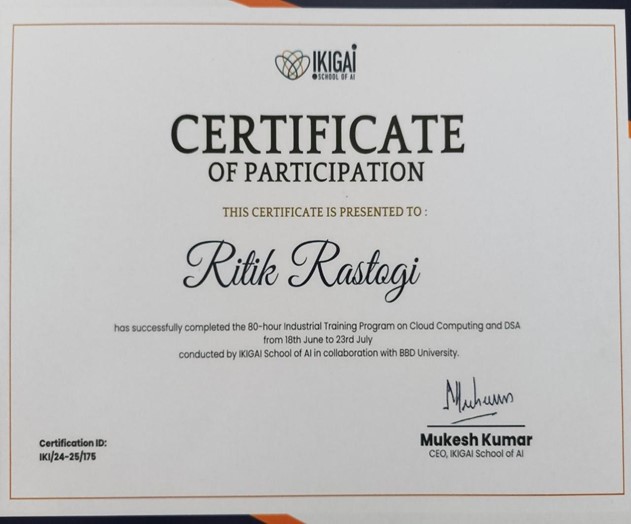 IKIGAI
SCHOOL OF AI
CERTIFICATE
OF PARTICIPATION
THIS CERTIFICATE IS PRESENTED TO :
Ritik Rastogi
has successfully completed the 80-hour Industrial Training Program on Cloud Computing and DSA
from 18th June to 23rd July
conducted by IKIGAI School of AI in collaboration with BBD University.
Mukesh Kumar
CEO, IKIGAI School of AI
Certification ID:
IKI/24-25/175